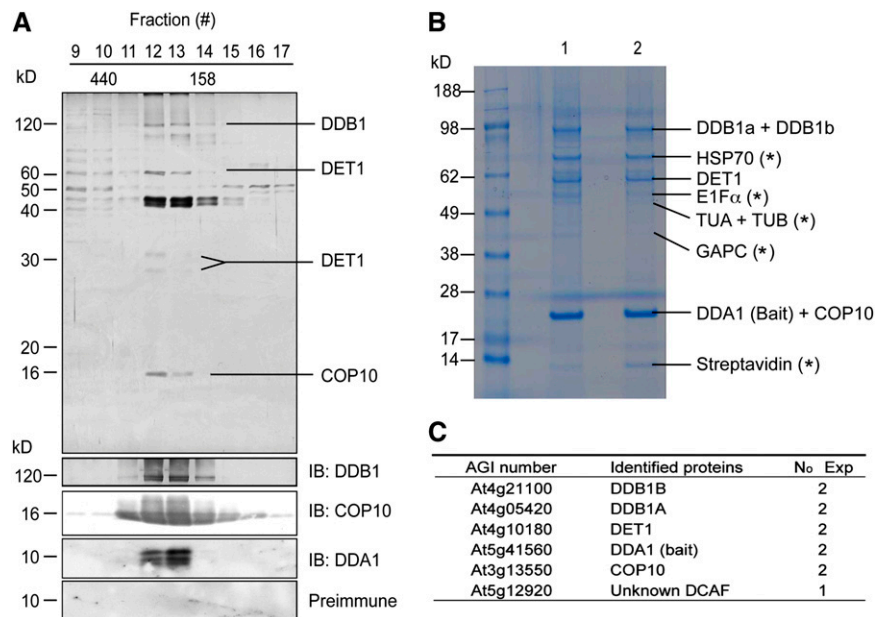 A
Fraction (#)
9 10 11 12 13 14 15 16 17
kD
440 158
120
60
50
40
30
20
16
DDB1
DET1
DET1
COP10
kD
120
IB: DDB1
16
IB: COP10
10
IB: DDA1
10
Preimmune
B
1 2
kD
188
98
62
49
38
28
17
14
DDB1a + DDB1b
HSP70 (*)
DET1
E1Fα (*)
TUA + TUB (*)
GAPC (*)
DDA1 (Bait) + COP10
Streptavidin (*)
C
AGI number Identified proteins No Exp
At4g21100 DDB1B 2
At4g05420 DDB1A 2
At4g10180 DET1 2
At5g41560 DDA1 (bait) 2
At3g13550 COP10 2
At5g12920 Unknown DCAF 1